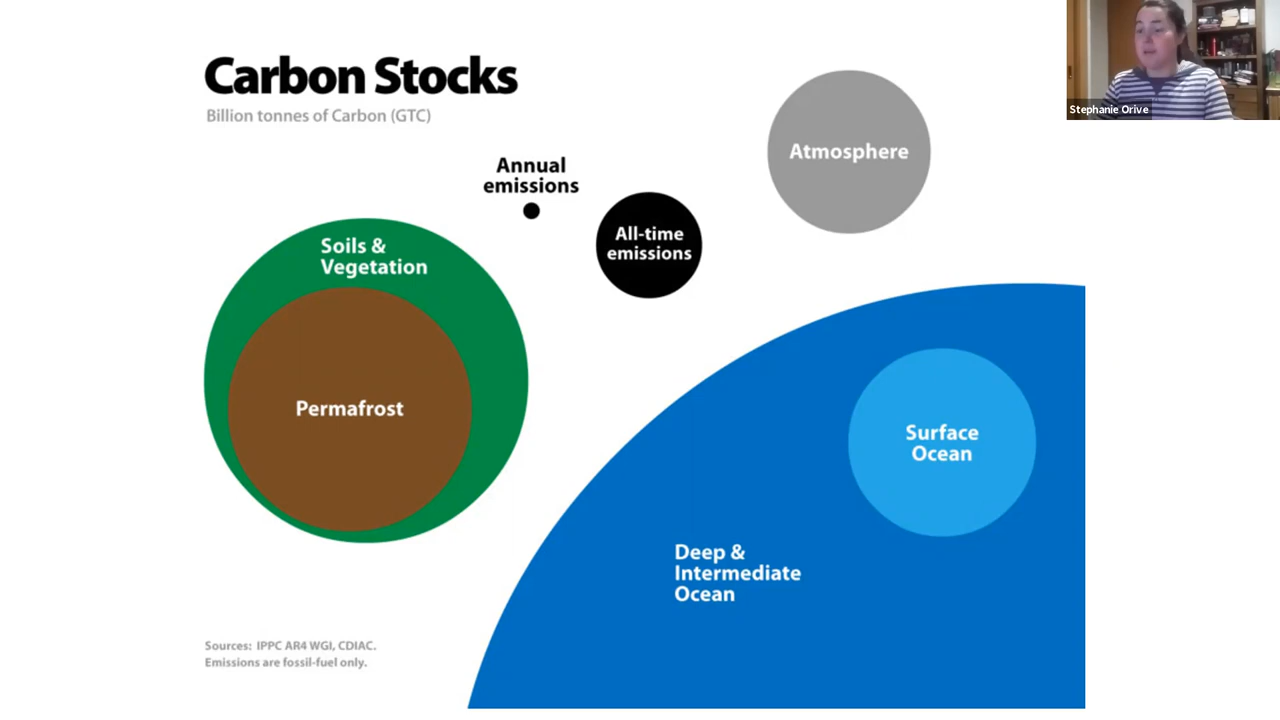 Carbon Stocks
Billion tonnes of Carbon (GTC)
Annual
emissions
All-time
emissions
Atmosphere
Soils &
Vegetation
Permafrost
Surface
Ocean
Deep &
Intermediate
Ocean
Sources: IPPC AR4 WGI, CDIAC.
Emissions are fossil-fuel only.
Stephanie Orive